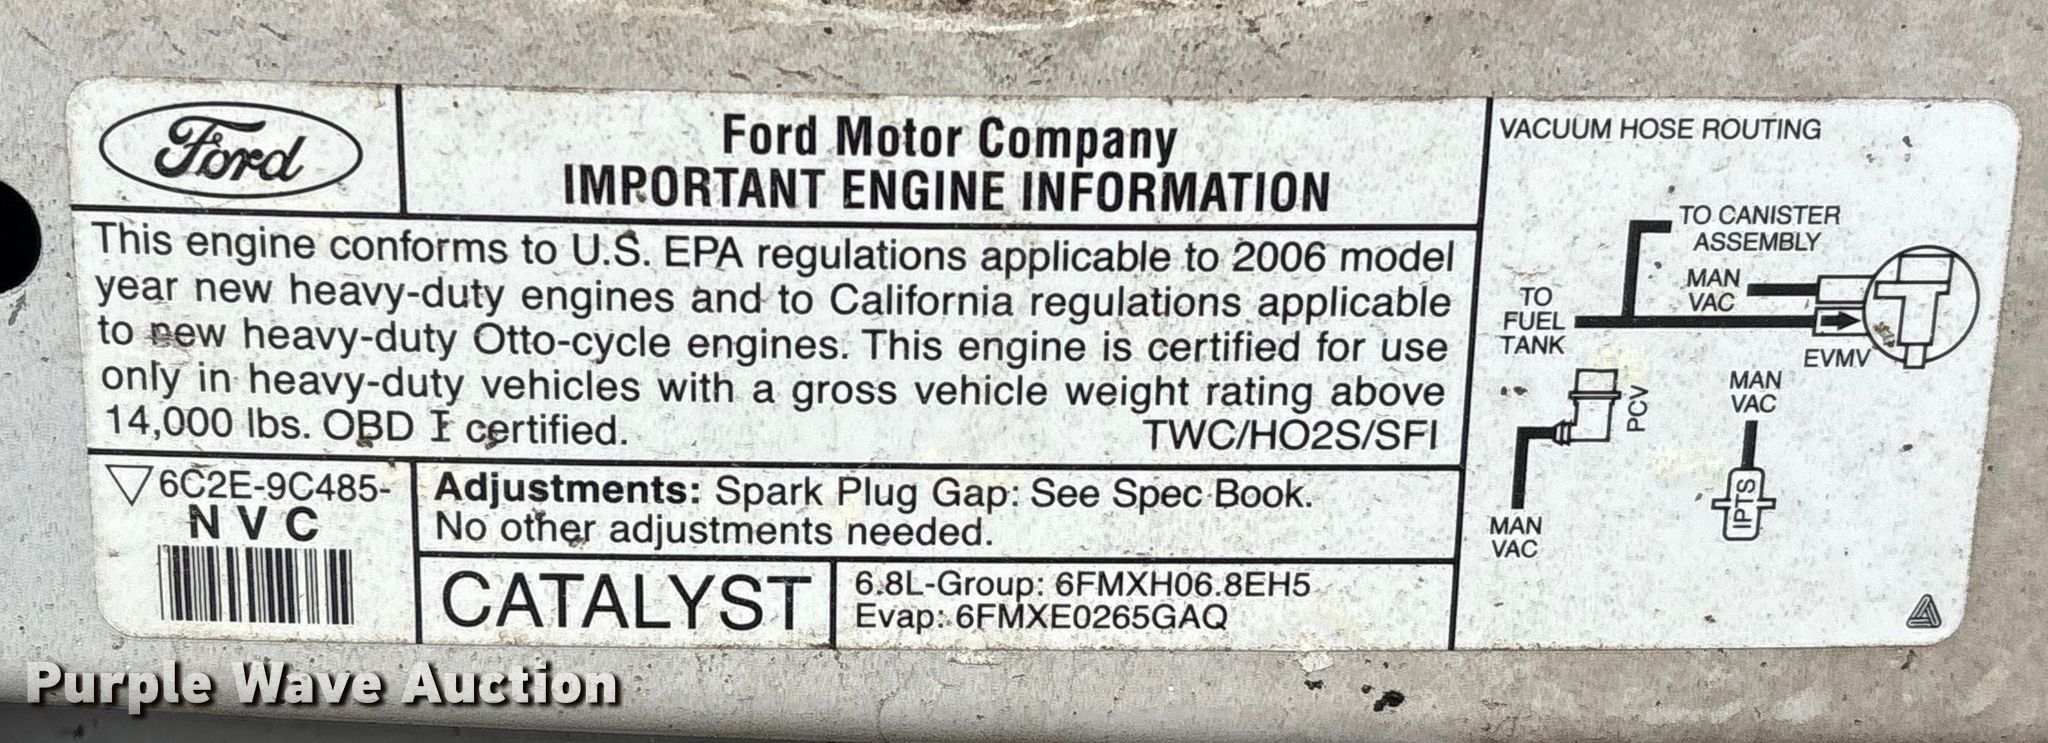 Ford
Ford Motor Company
IMPORTANT ENGINE INFORMATION
This engine conforms to U.S. EPA regulations applicable to 2006 model
year new heavy-duty engines and to California regulations applicable
to new heavy-duty Otto-cycle engines. This engine is certified for use
only in heavy-duty vehicles with a gross vehicle weight rating above
14,000 lbs. OBD I certified.
TWC/HO2S/SFI
6C2E-9C485-
N V C
Adjustments: Spark Plug Gap: See Spec Book.
No other adjustments needed.
CATALYST
6.8L-Group: 6FMXH06.8EH5
Evap: 6FMXE0265GAQ
VACUUM HOSE ROUTING
TO CANISTER
ASSEMBLY
MAN
VAC
TO
FUEL
TANK
EVMV
PCV
MAN
VAC
MAN
VAC
IPTS
Purple Wave Auction